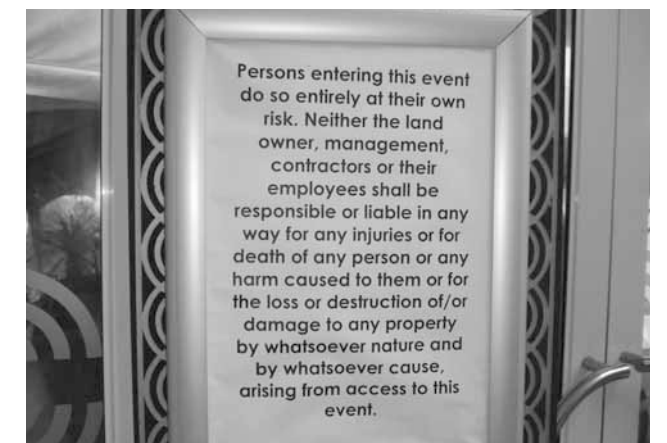 Persons entering this event
do so entirely at their own
risk. Neither the land
owner, management,
contractors or their
employees shall be
responsible or liable in any
way for any injuries or for
death of any person or any
harm caused to them or for
the loss or destruction of/or
damage to any property
by whatsoever nature and
by whatsoever cause,
arising from access to this
event.